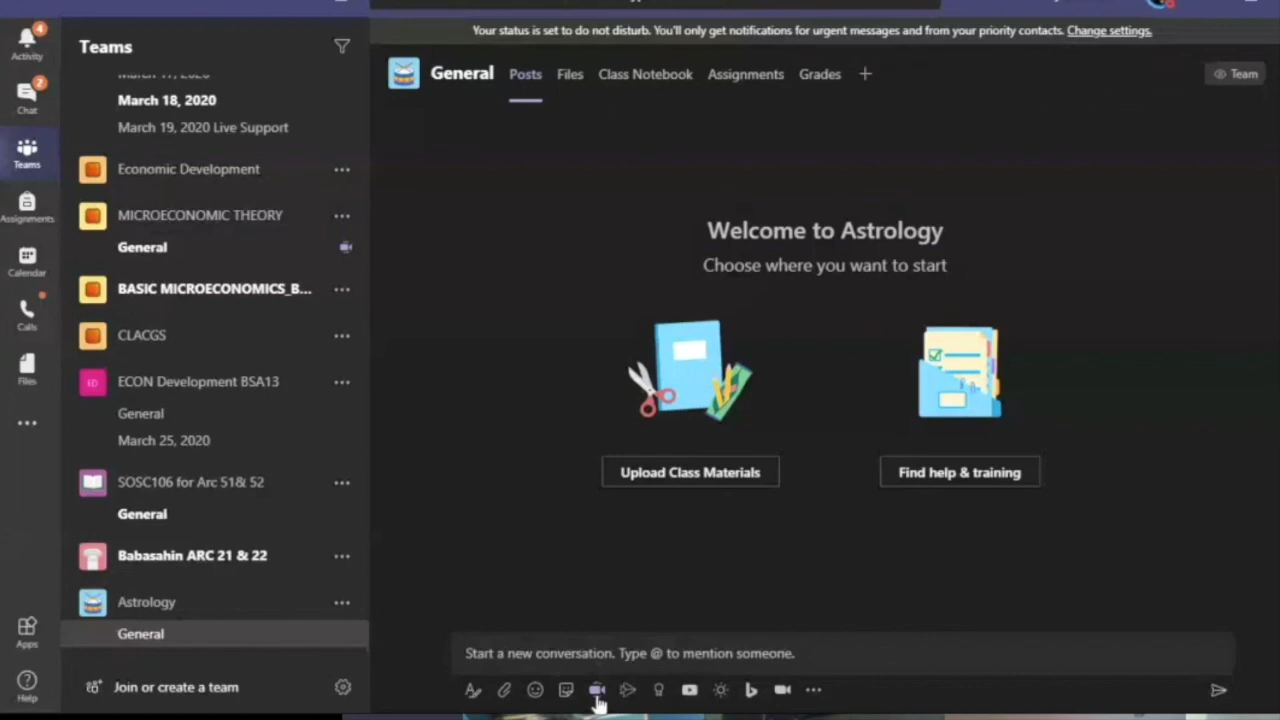 Your status is set to do not disturb. You'll only get notifications for urgent messages and from your priority contacts. Change settings.
4
Activity
2
Chat
Teams
Assignments
Calendar
Calls
Files
Apps
Help
Teams
March 18, 2020
March 19, 2020 Live Support
Economic Development
MICROECONOMIC THEORY
General
BASIC MICROECONOMICS_B...
CLACGS
ED ECON Development BSA13
General
March 25, 2020
SOSC106 for Arc 51& 52
General
Babasahin ARC 21 & 22
Astrology
General
Join or create a team
General Posts Files Class Notebook Assignments Grades + Team
Welcome to Astrology
Choose where you want to start
Upload Class Materials Find help & training
Start a new conversation. Type @ to mention someone.